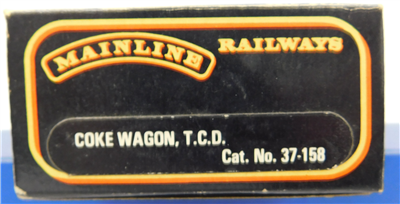 MAINLINE RAILWAYS
COKE WAGON, T.C.D.
Cat. No. 37-158